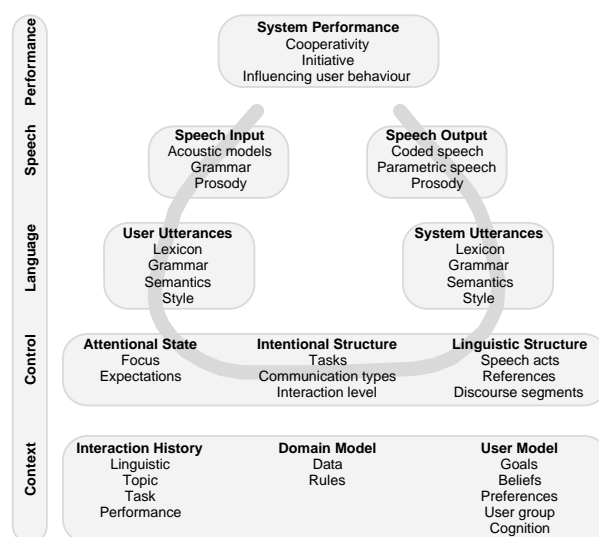 Performance
System Performance
Cooperativity
Initiative
Influencing user behaviour
Speech
Speech Input
Acoustic models
Grammar
Prosody
Speech Output
Coded speech
Parametric speech
Prosody
Language
User Utterances
Lexicon
Grammar
Semantics
Style
System Utterances
Lexicon
Grammar
Semantics
Style
Control
Attentional State
Focus
Expectations
Intentional Structure
Tasks
Communication types
Interaction level
Linguistic Structure
Speech acts
References
Discourse segments
Context
Interaction History
Linguistic
Topic
Task
Performance
Domain Model
Data
Rules
User Model
Goals
Beliefs
Preferences
User group
Cognition